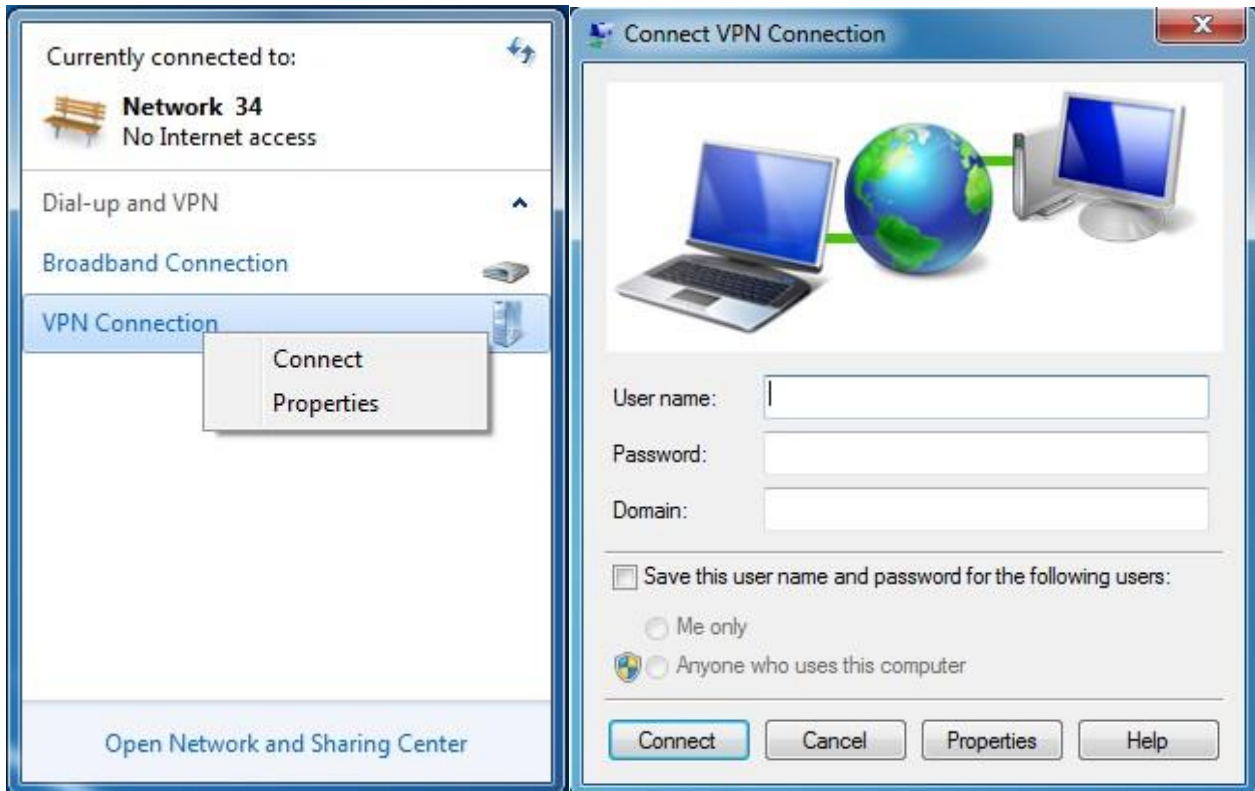 Currently connected to:
Network 34
No Internet access
Dial-up and VPN
Broadband Connection
VPN Connection
Connect
Properties
Open Network and Sharing Center
Connect VPN Connection
User name:
Password:
Domain:
Save this user name and password for the following users:
Me only
Anyone who uses this computer
Connect
Cancel
Properties
Help